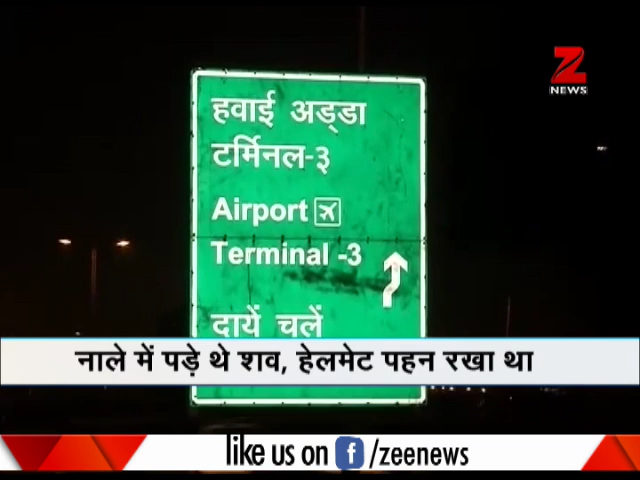 Z
NEWS
हवाई अड्डा
टर्मिनल-३
Airport
Terminal -3
दायें चलें
नाले में पड़े थे शव, हेलमेट पहन रखा था
like us on f/zeenews